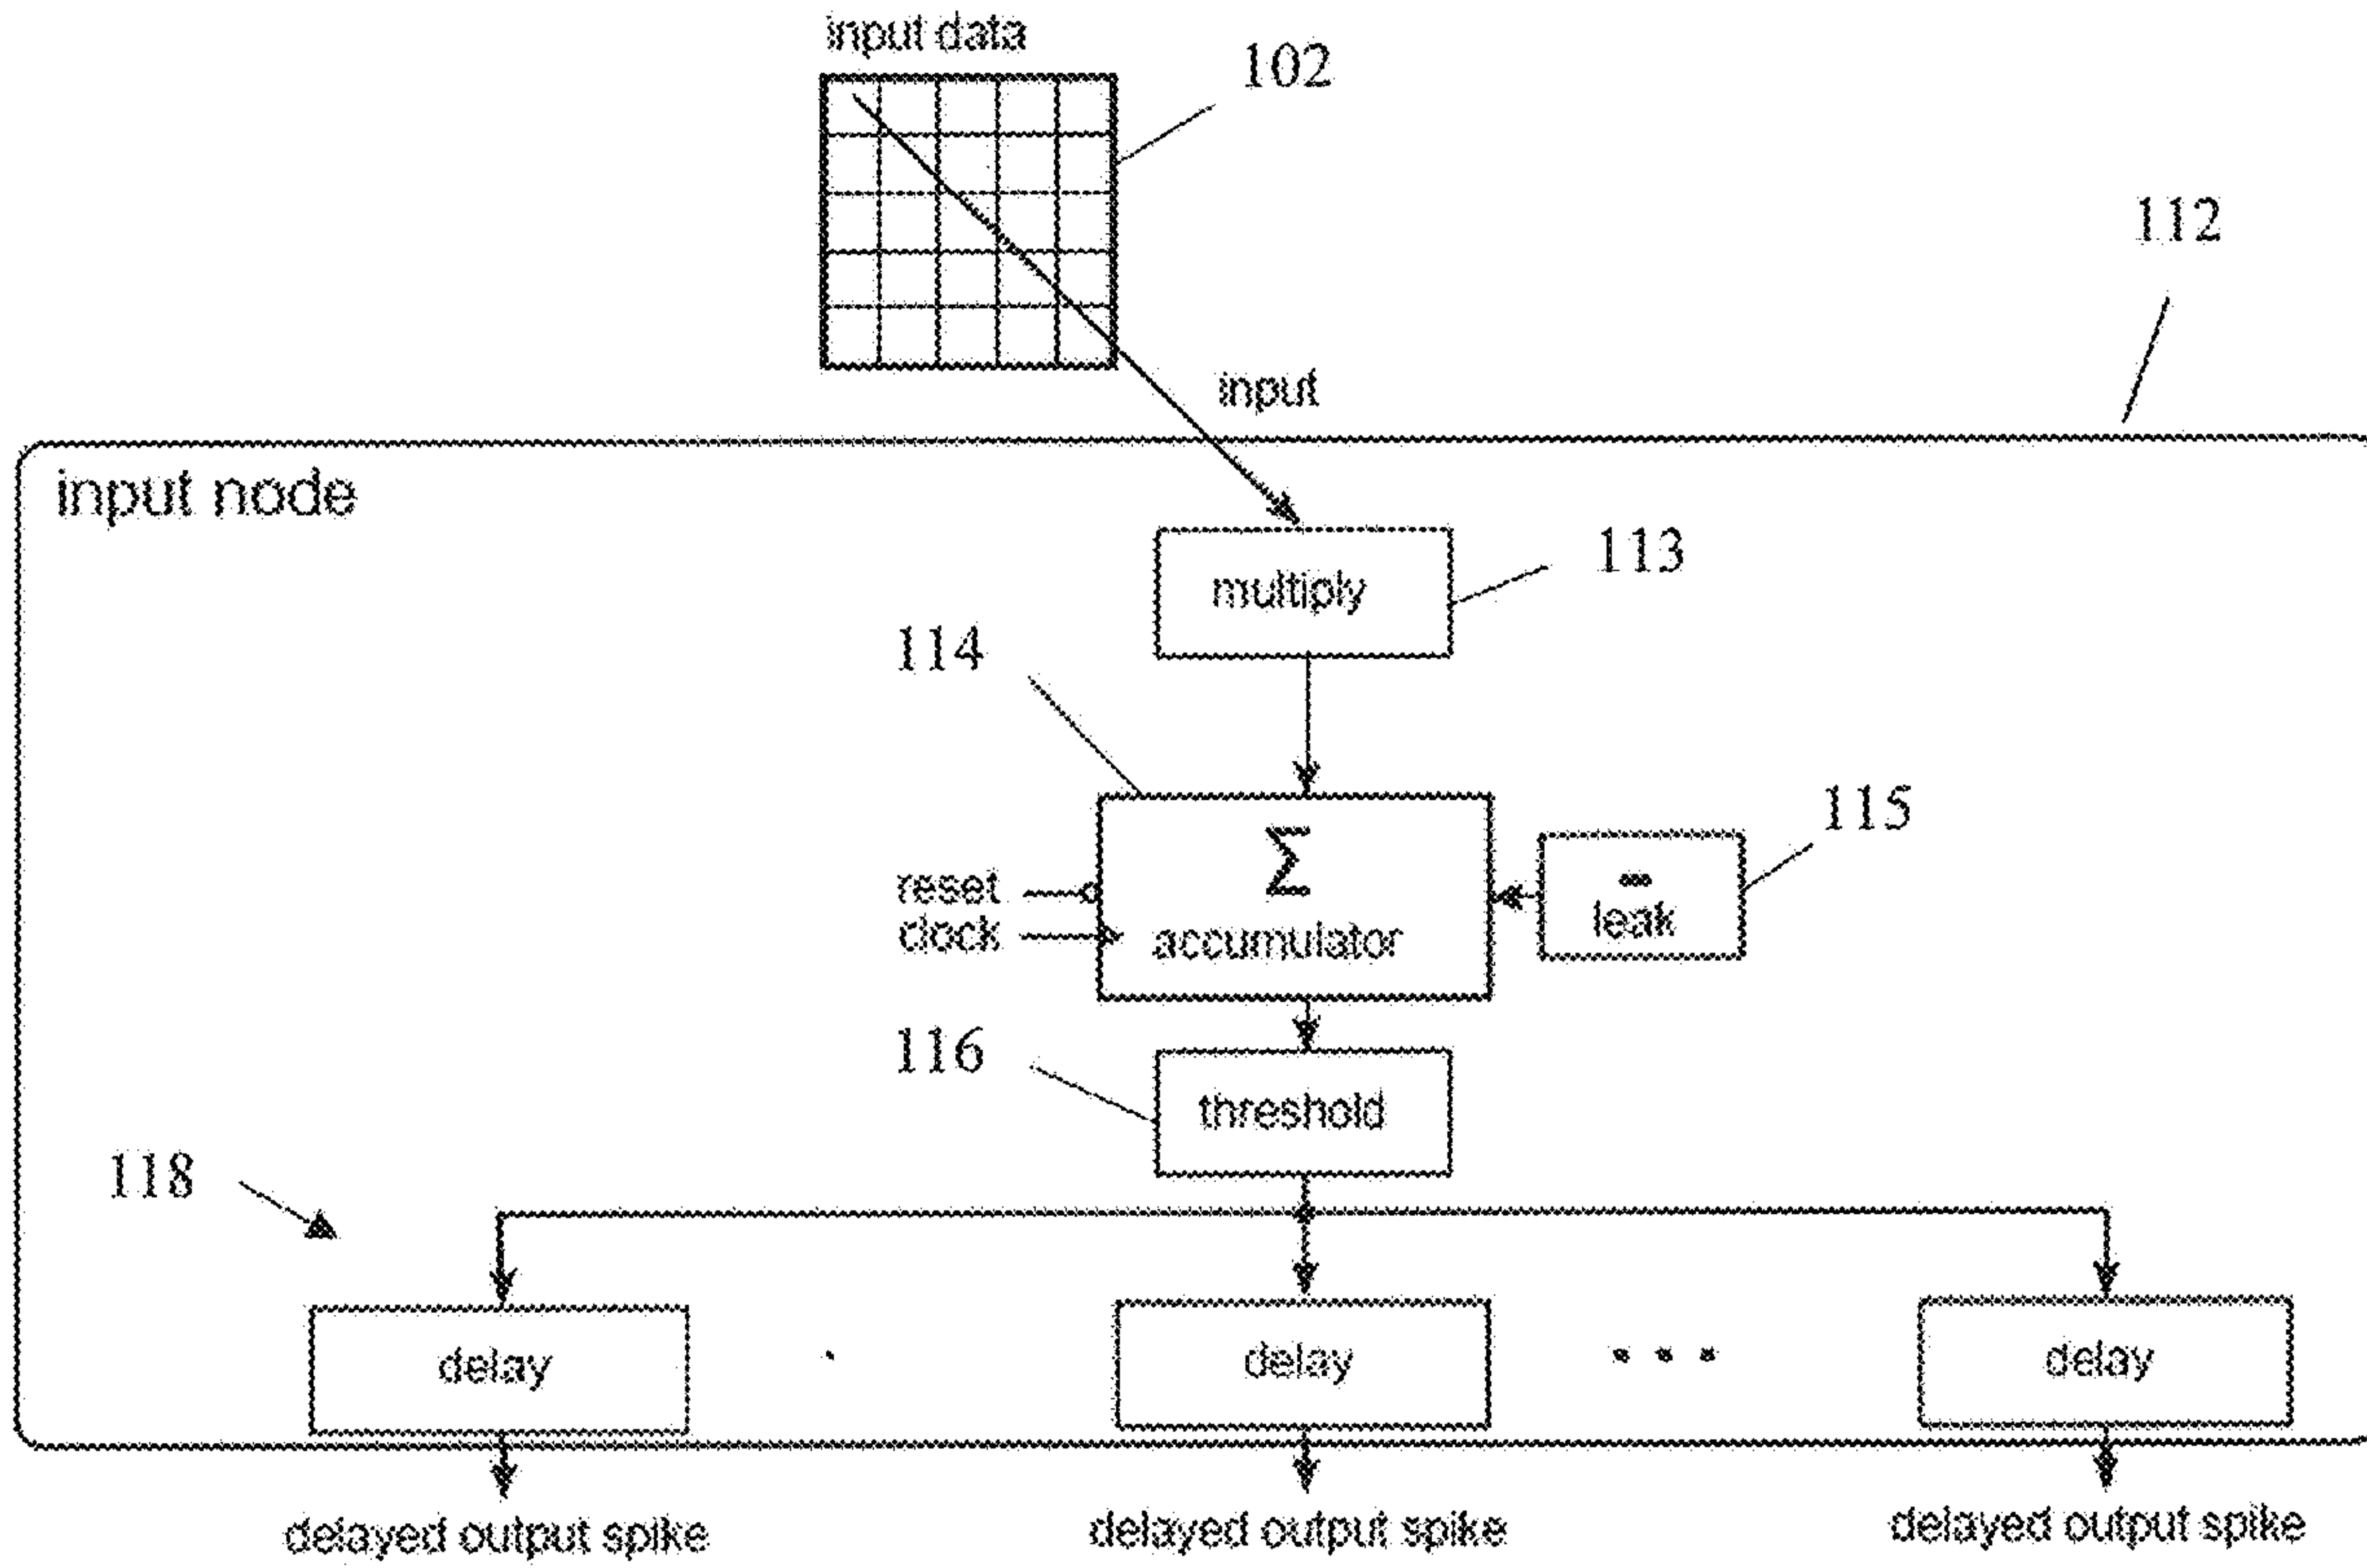 input data
102
112
input
input node
multiply
113
114
Σ
115
reset
clock
accumulator
leak
116
threshold
118
delay
delay
delay
delayed output spike
delayed output spike
delayed output spike